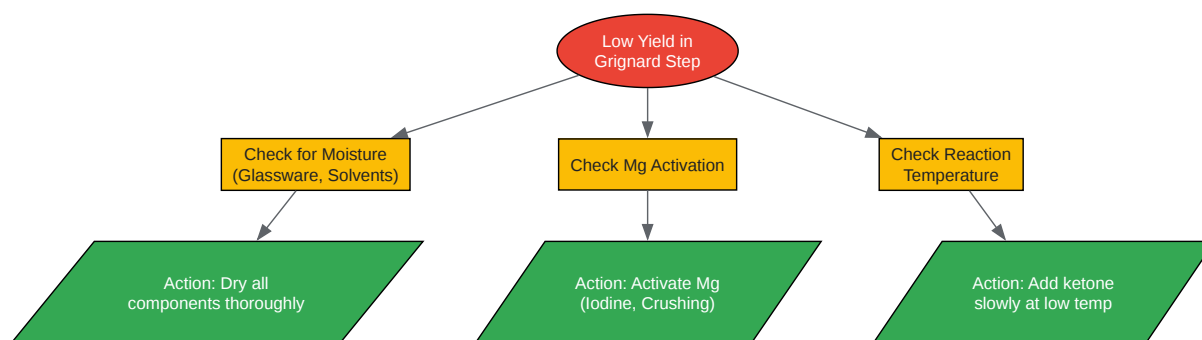 Low Yield in
Grignard Step
Check for Moisture
(Glassware, Solvents)
Check Mg Activation
Check Reaction
Temperature
Action: Dry all
components thoroughly
Action: Activate Mg
(Iodine, Crushing)
Action: Add ketone
slowly at low temp